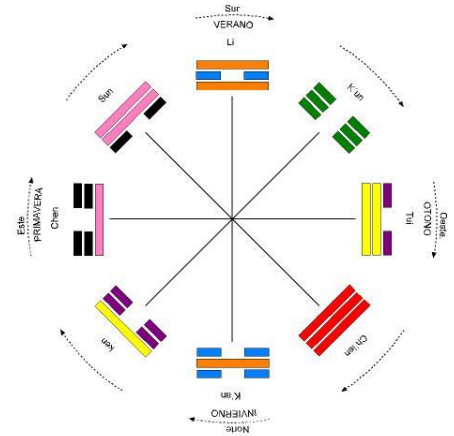 Sur
VERANO
Li
Sun
K'un
Este
PRIMAVERA
Chen
Tui
OTOÑO
Oeste
Ken
Ch'ien
K'an
INVIERNO
Norte